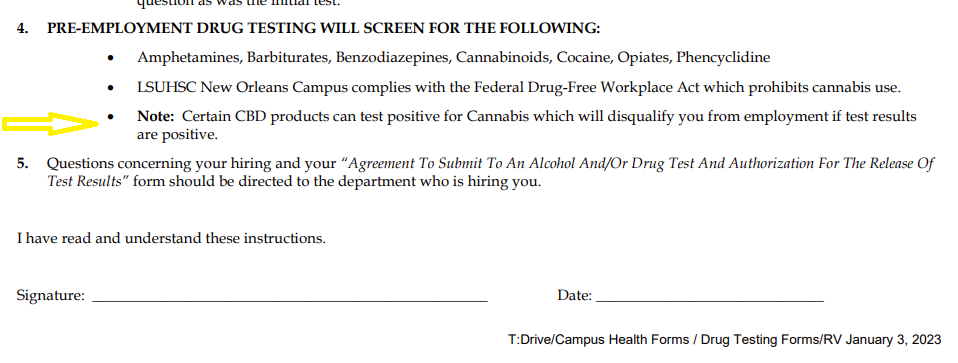 question as was the initial test.
4. PRE-EMPLOYMENT DRUG TESTING WILL SCREEN FOR THE FOLLOWING:
• Amphetamines, Barbiturates, Benzodiazepines, Cannabinoids, Cocaine, Opiates, Phencyclidine
• LSUHSC New Orleans Campus complies with the Federal Drug-Free Workplace Act which prohibits cannabis use.
• Note: Certain CBD products can test positive for Cannabis which will disqualify you from employment if test results
are positive.
5. Questions concerning your hiring and your “Agreement To Submit To An Alcohol And/Or Drug Test And Authorization For The Release Of
Test Results” form should be directed to the department who is hiring you.
I have read and understand these instructions.
Signature: ______________________________ Date: ______________________________
T:Drive/Campus Health Forms / Drug Testing Forms/RV January 3, 2023